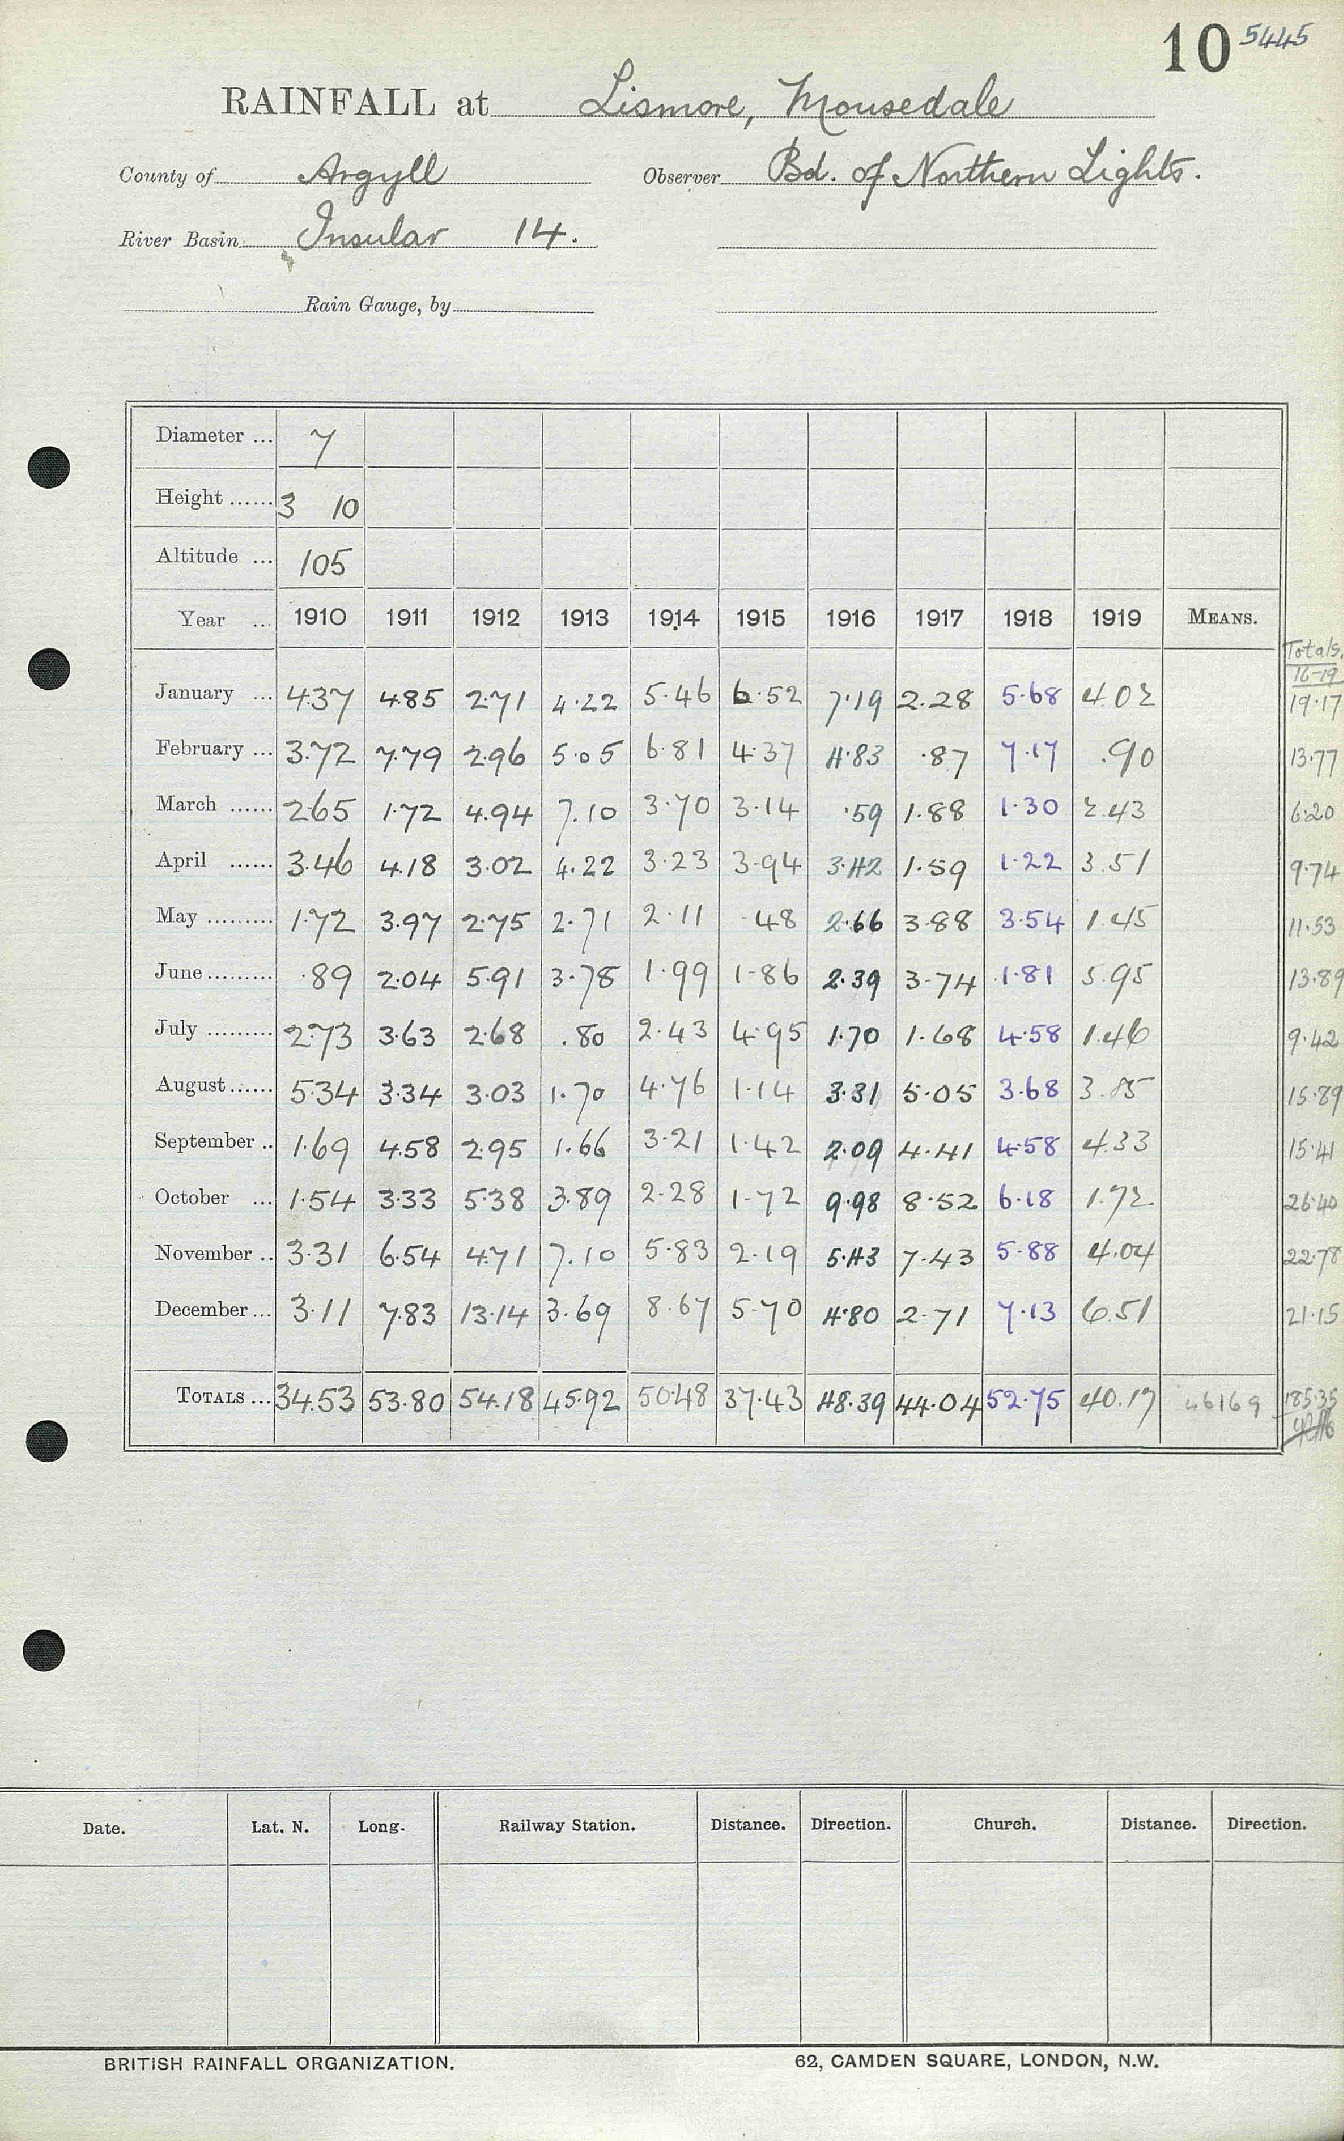 10 5445
RAINFALL at Lismore, Mousedale
County of Argyll Observer Bd. of Northern Lights.
River Basin Insular 14.
Rain Gauge, by
Diameter ... 7
Height ...... 3 10
Altitude ... 105
Year ... 1910 1911 1912 1913 1914 1915 1916 1917 1918 1919 MEANS.
Totals
16-19
January ... 4.37 4.85 2.71 4.22 5.46 6.52 7.19 2.28 5.68 4.02 19.17
February ... 3.72 7.79 2.96 5.05 6.81 4.37 4.83 .87 7.17 .90 13.77
March ...... 2.65 1.72 4.94 7.10 3.70 3.14 .59 1.88 1.30 2.43 6.20
April ...... 3.46 4.18 3.02 4.22 3.23 3.94 3.42 1.59 1.22 3.51 9.74
May ......... 1.72 3.97 2.75 2.71 2.11 .48 2.66 3.88 3.54 1.45 11.53
June ......... .89 2.04 5.91 3.78 1.99 1.86 2.39 3.74 1.81 5.95 13.89
July ......... 2.73 3.63 2.68 .80 2.43 4.95 1.70 1.68 4.58 1.46 9.42
August ...... 5.34 3.34 3.03 1.70 4.76 1.14 3.31 5.05 3.68 3.85 15.89
September .. 1.69 4.58 2.95 1.66 3.21 1.42 2.09 4.41 4.58 4.33 15.41
October ... 1.54 3.33 5.38 3.89 2.28 1.72 9.98 8.52 6.18 1.72 26.40
November .. 3.31 6.54 4.71 7.10 5.83 2.19 5.43 7.43 5.88 4.04 22.78
December ... 3.11 7.83 13.14 3.69 8.67 5.70 4.80 2.71 7.13 6.51 21.15
TOTALS ... 34.53 53.80 54.18 45.92 50.48 37.43 48.39 44.04 52.75 40.17 46169 185.35
Date. Lat. N. Long. Railway Station. Distance. Direction. Church. Distance. Direction.
BRITISH RAINFALL ORGANIZATION. 62, CAMDEN SQUARE, LONDON, N.W.